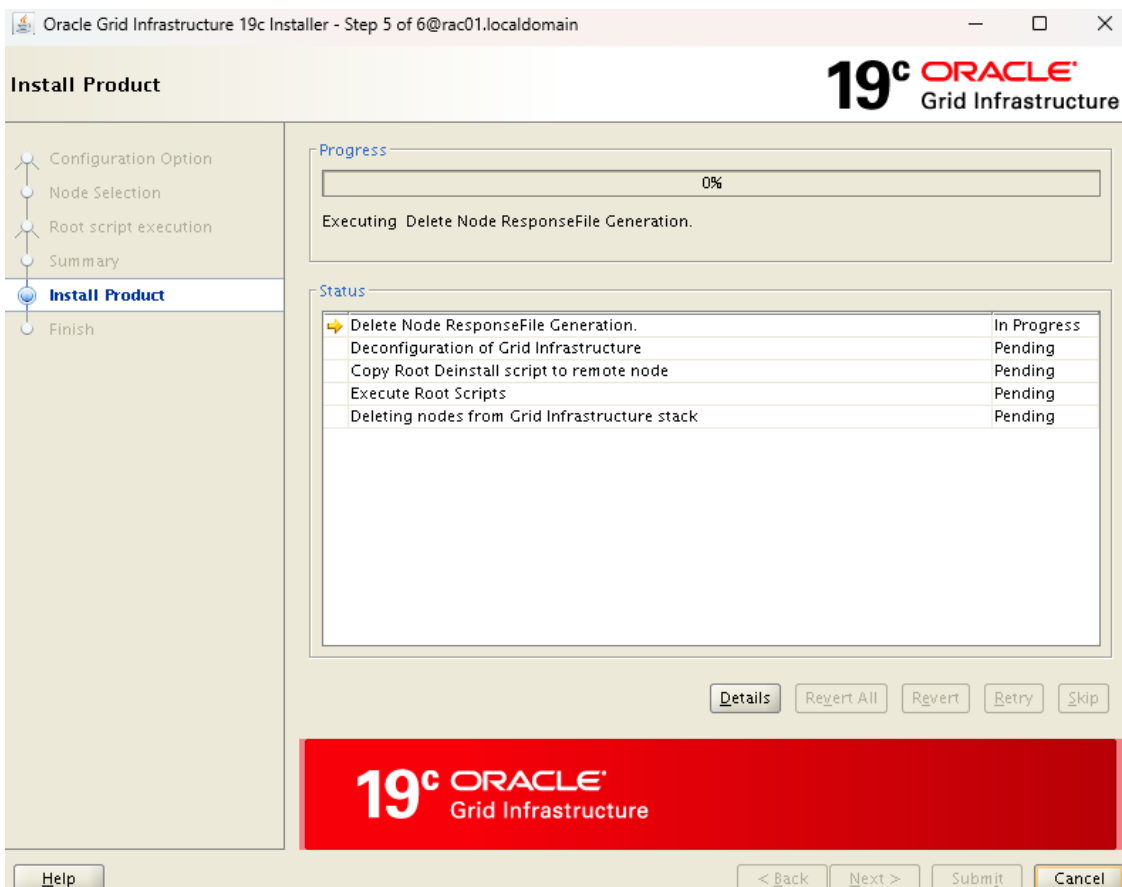 Oracle Grid Infrastructure 19c Installer - Step 5 of 6@rac01.localdomain
Install Product
19c ORACLE®
Grid Infrastructure
Configuration Option
Node Selection
Root script execution
Summary
Install Product
Finish
Progress
0%
Executing Delete Node ResponseFile Generation.
Status
Delete Node ResponseFile Generation. In Progress
Deconfiguration of Grid Infrastructure Pending
Copy Root Deinstall script to remote node Pending
Execute Root Scripts Pending
Deleting nodes from Grid Infrastructure stack Pending
Details Revert All Revert Retry Skip
19c ORACLE®
Grid Infrastructure
Help < Back Next > Submit Cancel